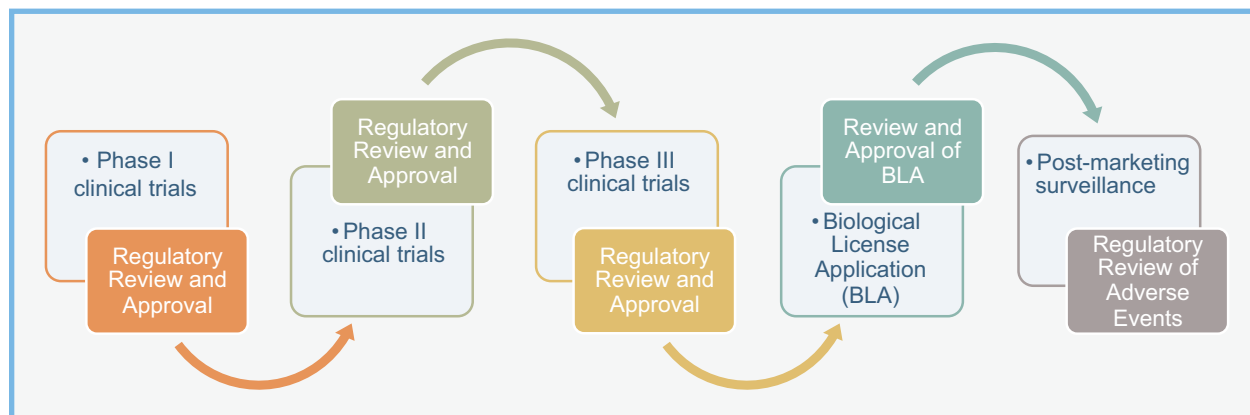 • Phase I
clinical trials
Regulatory
Review and
Approval
Regulatory
Review and
Approval
• Phase II
clinical trials
• Phase III
clinical trials
Regulatory
Review and
Approval
Review and
Approval of
BLA
• Biological
License
Application
(BLA)
• Post-marketing
surveillance
Regulatory
Review of
Adverse
Events